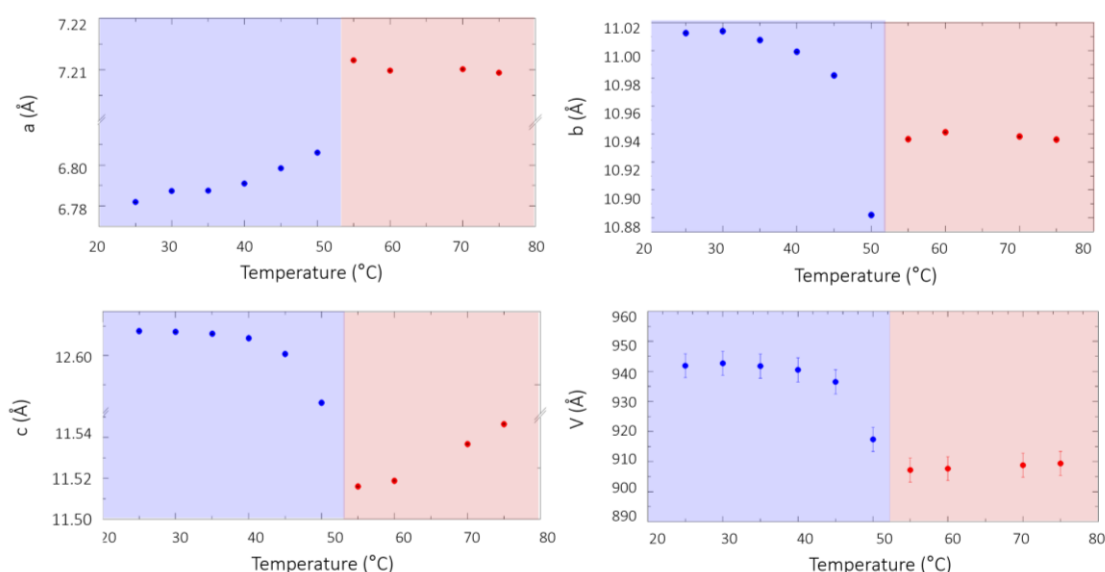 7.22
7.21
6.80
6.78
a (Å)
20 30 40 50 60 70 80
Temperature (°C)
11.02
11.00
10.98
10.96
10.94
10.92
10.90
10.88
b (Å)
20 30 40 50 60 70 80
Temperature (°C)
12.60
11.54
11.52
11.50
c (Å)
20 30 40 50 60 70 80
Temperature (°C)
960
950
940
930
920
910
900
890
V (Å)
20 30 40 50 60 70 80
Temperature (°C)